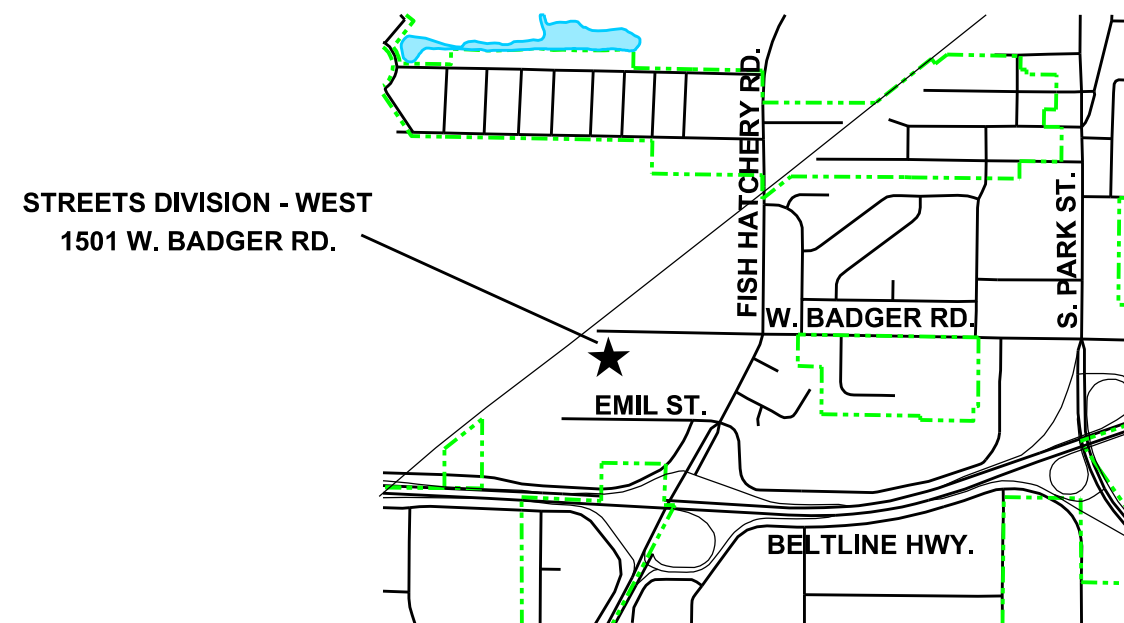 STREETS DIVISION - WEST
1501 W. BADGER RD.
FISH HATCHERY RD.
S. PARK ST.
W. BADGER RD.
EMIL ST.
BELTLINE HWY.